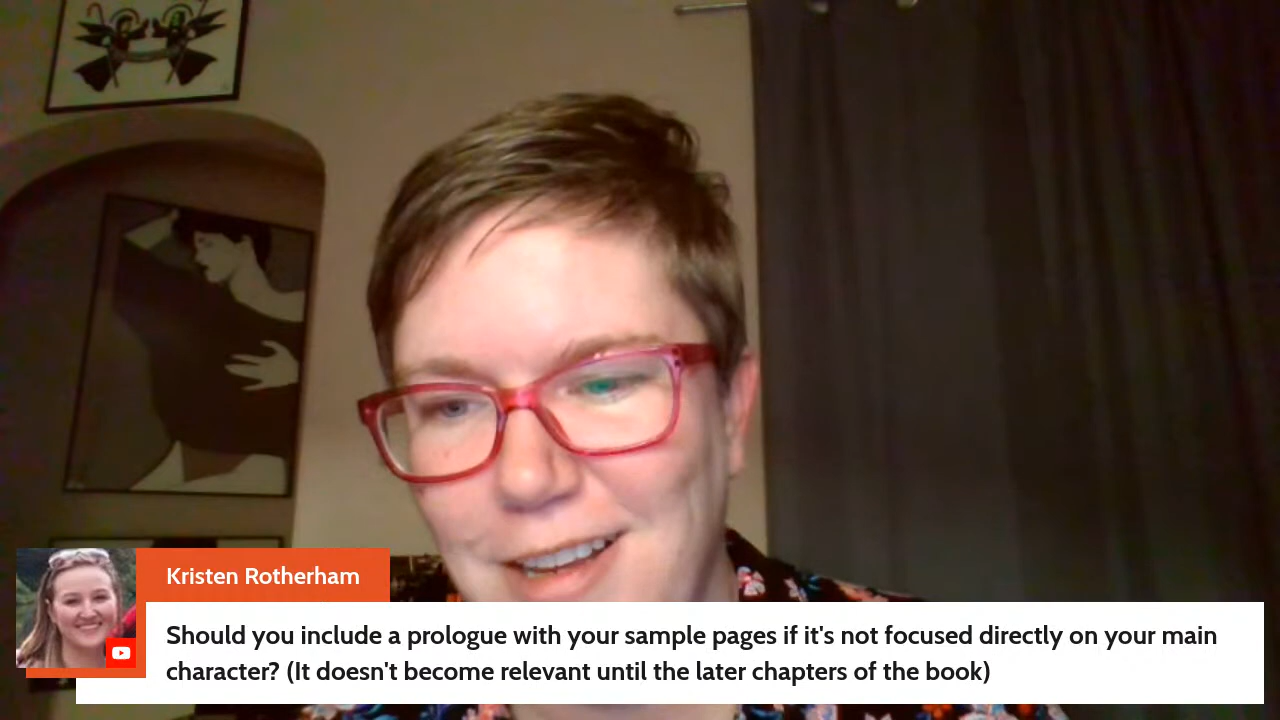 Kristen Rotherham
Should you include a prologue with your sample pages if it's not focused directly on your main
character? (It doesn't become relevant until the later chapters of the book)